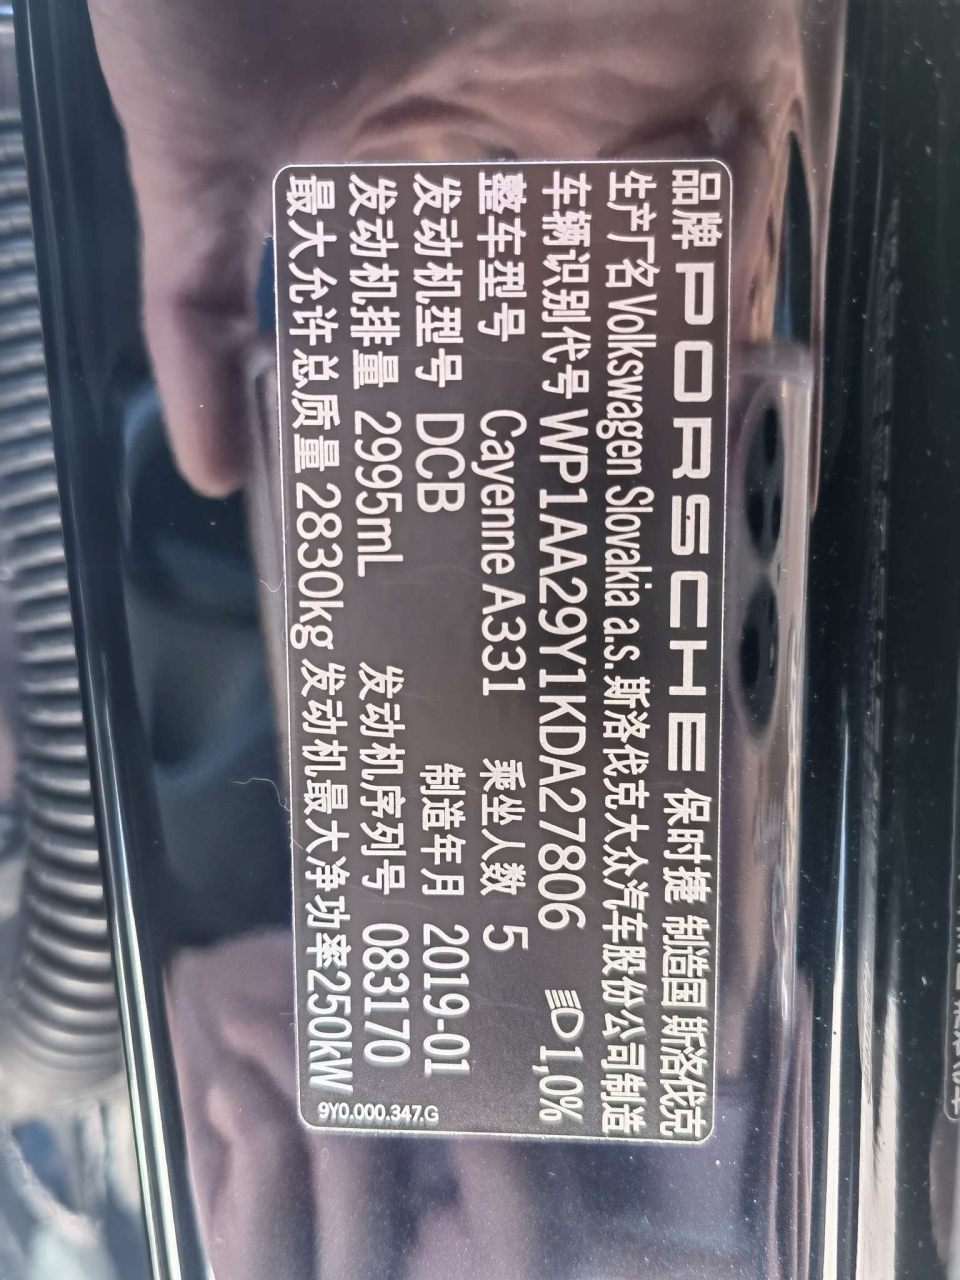 品牌 PORSCHE 保时捷 制造国 斯洛伐克
生产厂名 Volkswagen Slovakia a.s. 斯洛伐克大众汽车股份公司制造
车辆识别代号 WP1AA29Y1KDA27806 1,0%
整车型号 Cayenne A331 乘坐人数 5
发动机型号 DCB 制造年月 2019-01
发动机排量 2995mL 发动机序列号 083170
最大允许总质量 2830kg 发动机最大净功率250kW
9Y0.000.347.G